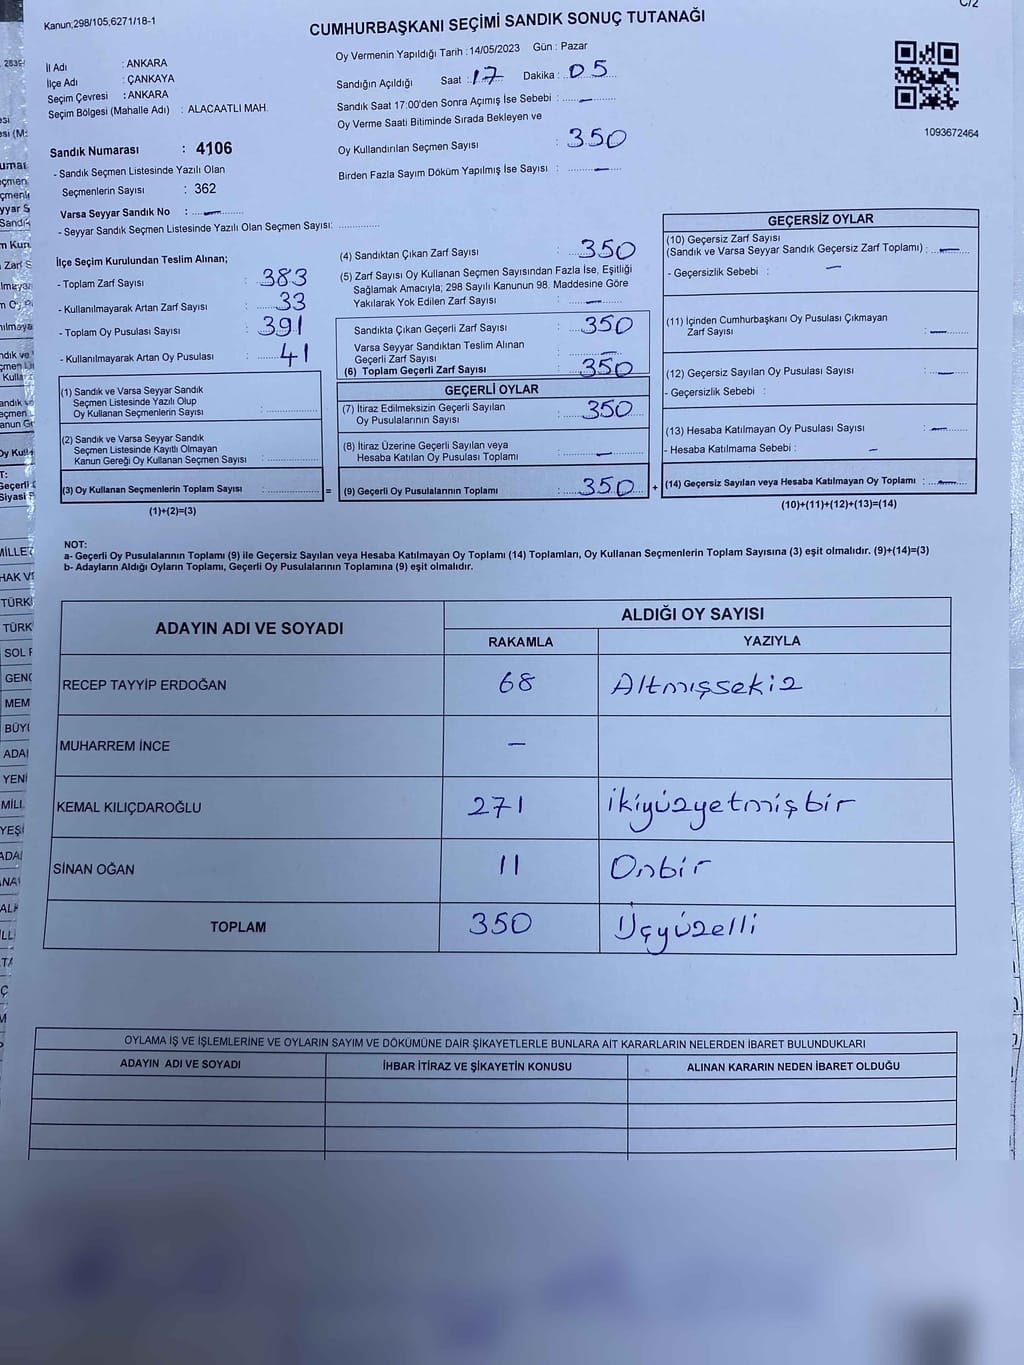 C/2
Kanun;298/105;6271/18-1
CUMHURBAŞKANI SEÇİMİ SANDIK SONUÇ TUTANAĞI
Oy Vermenin Yapıldığı Tarih : 14/05/2023 Gün : Pazar
İl Adı : ANKARA
İlçe Adı : ÇANKAYA
Seçim Çevresi : ANKARA
Seçim Bölgesi (Mahalle Adı) : ALACAATLI MAH.
Sandığın Açıldığı Saat : 17 Dakika : 05
Sandık Saat 17:00'den Sonra Açımış İse Sebebi : —
Oy Verme Saati Bitiminde Sırada Bekleyen ve
Oy Kullandırılan Seçmen Sayısı : 350
Birden Fazla Sayım Döküm Yapılmış İse Sayısı : —
1093672464
Sandık Numarası : 4106
- Sandık Seçmen Listesinde Yazılı Olan
Seçmenlerin Sayısı : 362
Varsa Seyyar Sandık No : —
- Seyyar Sandık Seçmen Listesinde Yazılı Olan Seçmen Sayısı:
İlçe Seçim Kurulundan Teslim Alınan;
- Toplam Zarf Sayısı : 383
- Kullanılmayarak Artan Zarf Sayısı : 33
- Toplam Oy Pusulası Sayısı : 391
- Kullanılmayarak Artan Oy Pusulası : 41
(1) Sandık ve Varsa Seyyar Sandık
Seçmen Listesinde Yazılı Olup
Oy Kullanan Seçmenlerin Sayısı :
(2) Sandık ve Varsa Seyyar Sandık
Seçmen Listesinde Kayıtlı Olmayan
Kanun Gereği Oy Kullanan Seçmen Sayısı :
(3) Oy Kullanan Seçmenlerin Toplam Sayısı : =
(1)+(2)=(3)
(4) Sandıktan Çıkan Zarf Sayısı : 350
(5) Zarf Sayısı Oy Kullanan Seçmen Sayısından Fazla İse, Eşitliği
Sağlamak Amacıyla; 298 Sayılı Kanunun 98. Maddesine Göre
Yakılarak Yok Edilen Zarf Sayısı : —
Sandıkta Çıkan Geçerli Zarf Sayısı : 350
Varsa Seyyar Sandıktan Teslim Alınan
Geçerli Zarf Sayısı : —
(6) Toplam Geçerli Zarf Sayısı : 350
GEÇERLİ OYLAR
(7) İtiraz Edilmeksizin Geçerli Sayılan
Oy Pusulalarının Sayısı : 350
(8) İtiraz Üzerine Geçerli Sayılan veya
Hesaba Katılan Oy Pusulası Toplamı : —
(9) Geçerli Oy Pusulalarının Toplamı : 350 +
GEÇERSİZ OYLAR
(10) Geçersiz Zarf Sayısı
(Sandık ve Varsa Seyyar Sandık Geçersiz Zarf Toplamı) : —
- Geçersizlik Sebebi : —
(11) İçinden Cumhurbaşkanı Oy Pusulası Çıkmayan
Zarf Sayısı : —
(12) Geçersiz Sayılan Oy Pusulası Sayısı : —
- Geçersizlik Sebebi :
(13) Hesaba Katılmayan Oy Pusulası Sayısı : —
- Hesaba Katılmama Sebebi : —
(14) Geçersiz Sayılan veya Hesaba Katılmayan Oy Toplamı : —
(10)+(11)+(12)+(13)=(14)
NOT:
a- Geçerli Oy Pusulalarının Toplamı (9) ile Geçersiz Sayılan veya Hesaba Katılmayan Oy Toplamı (14) Toplamları, Oy Kullanan Seçmenlerin Toplam Sayısına (3) eşit olmalıdır. (9)+(14)=(3)
b- Adayların Aldığı Oyların Toplamı, Geçerli Oy Pusulalarının Toplamına (9) eşit olmalıdır.
ADAYIN ADI VE SOYADI ALDIĞI OY SAYISI
RAKAMLA YAZIYLA
RECEP TAYYİP ERDOĞAN 68 Altmışsekiz
MUHARREM İNCE —
KEMAL KILIÇDAROĞLU 271 ikiyüzyetmişbir
SİNAN OĞAN 11 Onbir
TOPLAM 350 Üçyüzelli
OYLAMA İŞ VE İŞLEMLERİNE VE OYLARIN SAYIM VE DÖKÜMÜNE DAİR ŞİKAYETLERLE BUNLARA AİT KARARLARIN NELERDEN İBARET BULUNDUKLARI
ADAYIN ADI VE SOYADI İHBAR İTİRAZ VE ŞİKAYETİN KONUSU ALINAN KARARIN NEDEN İBARET OLDUĞU